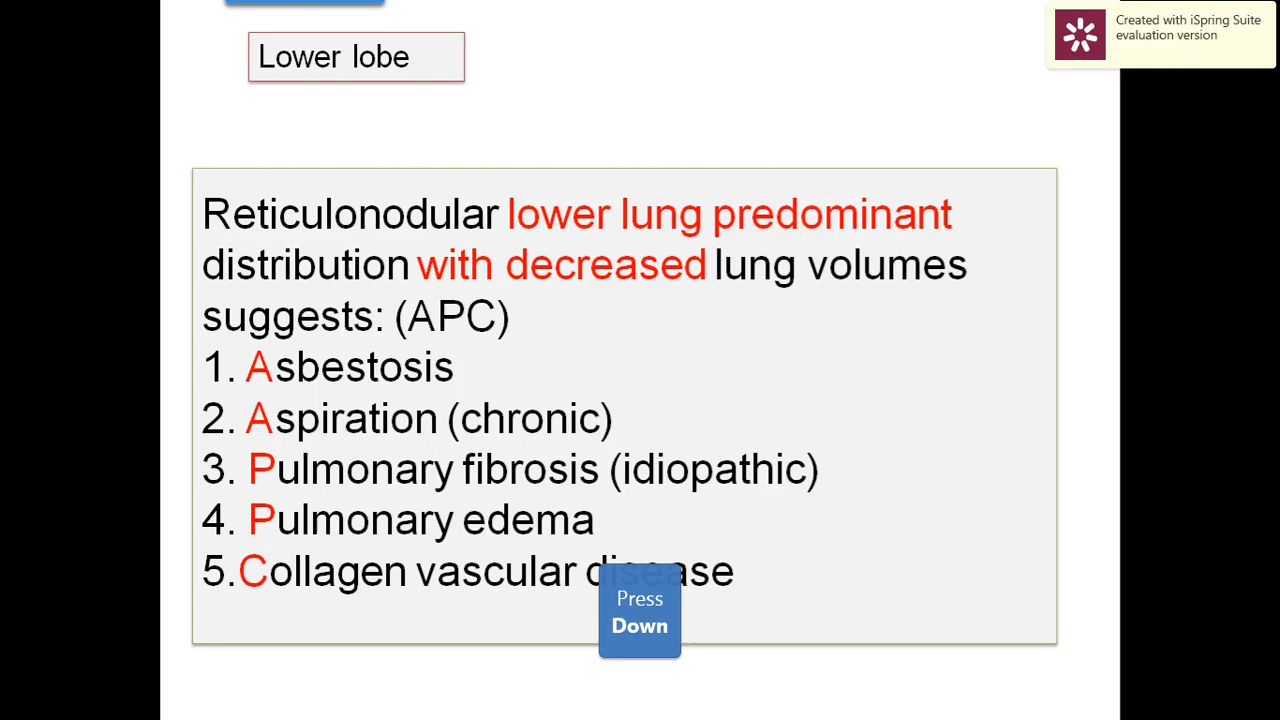 Created with iSpring Suite
evaluation version
Lower lobe
Reticulonodular lower lung predominant
distribution with decreased lung volumes
suggests: (APC)
1. Asbestosis
2. Aspiration (chronic)
3. Pulmonary fibrosis (idiopathic)
4. Pulmonary edema
5.Collagen vascular disease
Press
Down